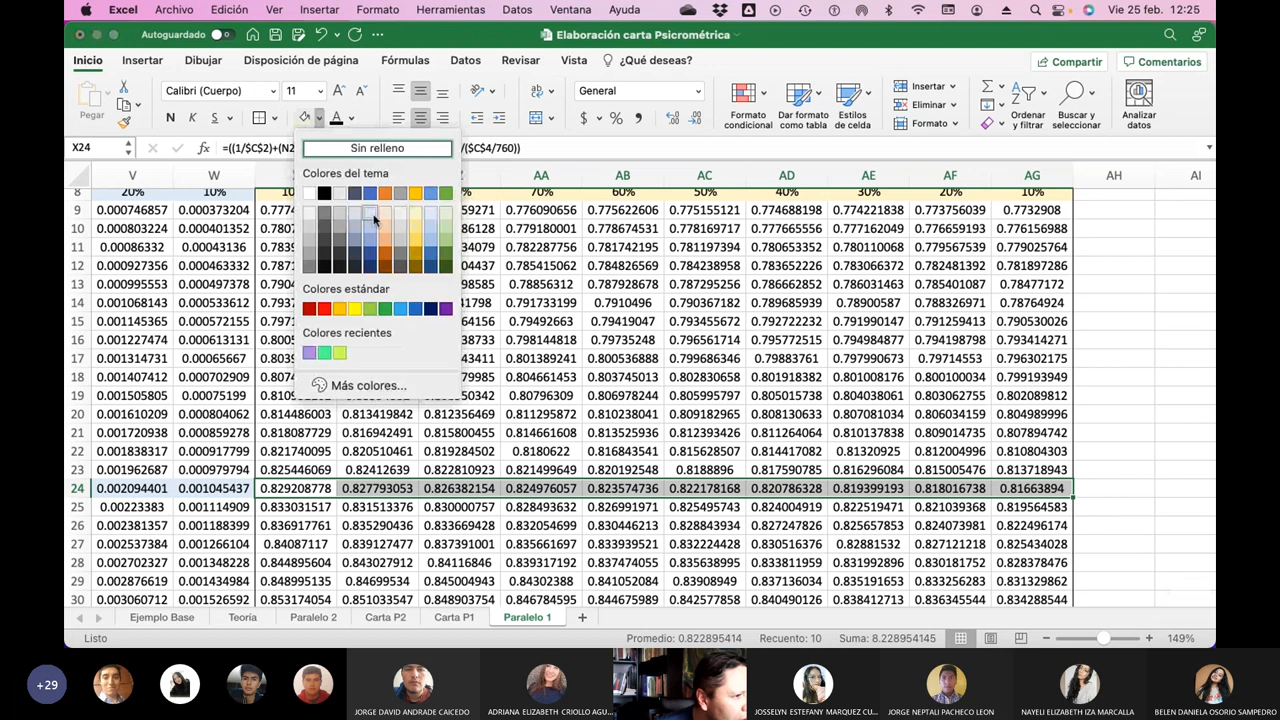 Excel Archivo Edición Ver Insertar Formato Herramientas Datos Ventana Ayuda Vie 25 feb. 12:25
Autoguardado Elaboración carta Psicrométrica
Inicio Insertar Dibujar Disposición de página Fórmulas Datos Revisar Vista ¿Qué desea? Compartir Comentarios
Pegar Calibri (Cuerpo) 11 General Formato condicional Dar formato como tabla Estilos de celda Insertar Eliminar Formato Ordenar y filtrar Buscar y seleccionar Analizar datos
N K S $ % 9
X24 fx =((1/$C$2)+(N2 /($C$4/760))
V W AA AB AC AD AE AF AG AH AI
8 20% 10% 70% 60% 50% 40% 30% 20% 10%
9 0.000746857 0.000373204 0.776090656 0.775622606 0.775155121 0.774688198 0.774221838 0.773756039 0.7732908
10 0.000803224 0.000401352 0.779180001 0.778674531 0.778169717 0.777665556 0.777162049 0.776659193 0.776156988
11 0.00086332 0.00043136 0.782287756 0.781742195 0.781197394 0.780653352 0.780110068 0.779567539 0.779025764
12 0.000927356 0.000463332 0.785415062 0.784826569 0.784238958 0.783652352 0.783066372 0.782481392 0.781897286
13 0.000995553 0.000497378 0.78856312 0.787928608 0.787295256 0.786662852 0.786031529 0.785401087 0.78477172
14 0.001068143 0.000533612 0.791733199 0.7910496 0.790367182 0.78900587 0.788326971 0.78764924
15 0.001145374 0.000572155 0.79492663 0.79419047 0.793455672 0.792722232 0.791990147 0.791259413 0.790530026
16 0.001227474 0.000613131 0.798144818 0.79735248 0.796561714 0.795772551 0.794984877 0.794198798 0.793414271
17 0.001314731 0.00065667 0.801389241 0.800536888 0.799686346 0.79883761 0.797990673 0.79714553 0.796302175
18 0.001407412 0.000702909 0.804661453 0.803745013 0.802830658 0.801918382 0.801008176 0.800100034 0.799193949
19 0.001505805 0.00075199 0.80796309 0.806978244 0.805995797 0.805015738 0.804038061 0.803062755 0.802089812
20 0.001610209 0.000804062 0.814486003 0.813419842 0.812356469 0.811295872 0.810238041 0.809182965 0.808130633 0.807081034 0.806034159 0.804989996
21 0.001720938 0.000859278 0.818087729 0.816942491 0.815800455 0.814661608 0.813525936 0.812393426 0.811264064 0.810137838 0.809014735 0.807894742
22 0.001838317 0.000917799 0.821740095 0.820510461 0.819284502 0.8180622 0.816843541 0.815628507 0.814417082 0.81320925 0.812004996 0.810804303
23 0.001962687 0.000979794 0.825446069 0.82412639 0.822810923 0.821499649 0.820192548 0.8188896 0.817590785 0.816296084 0.815005476 0.813718943
24 0.002094401 0.001045437 0.829208778 0.827793053 0.826382154 0.824976057 0.823574736 0.822178168 0.820786328 0.819399193 0.818016738 0.81663894
25 0.00223383 0.001114909 0.833031517 0.831513376 0.830000757 0.828493632 0.826991971 0.825495743 0.824004919 0.822519471 0.821039368 0.819564583
26 0.002381357 0.001188399 0.836917761 0.835290436 0.833669428 0.832054699 0.830446213 0.828843934 0.827247826 0.825657853 0.824073981 0.822496174
27 0.002537384 0.001266104 0.84087117 0.839127477 0.837391001 0.835661697 0.833939521 0.832224428 0.830516376 0.82881532 0.827121218 0.825434028
28 0.002702331 0.001348228 0.844895604 0.843027912 0.84116846 0.839317192 0.837474055 0.835638995 0.833811959 0.831992896 0.830181752 0.828378476
29 0.002876619 0.001434984 0.848995135 0.84699534 0.845004943 0.84302388 0.841052084 0.83908949 0.837136034 0.835191653 0.833256283 0.831329862
30 0.003060712 0.001526592 0.853174054 0.851033547 0.848903754 0.846784595 0.844675989 0.842577858 0.840490126 0.838412713 0.836345544 0.834288544
Sin relleno
Colores del tema
Colores estándar
Colores recientes
Más colores...
Ejemplo Base Teoría Paralelo 2 Carta P2 Carta P1 Paralelo 1
Listo Promedio: 0.822895414 Recuento: 10 Suma: 8.228954145 149%
+29 JORGE DAVID ANDRADE CAICEDO ADRIANA ELIZABETH CRIOLLO AGU... JOSSELYN ESTEFANY MARQUEZ CU... JORGE NEPTALI PACHECO LEON NAYELI ELIZABETH IZA MARCALLA BELEN DANIELA OSORIO SAMPEDRO